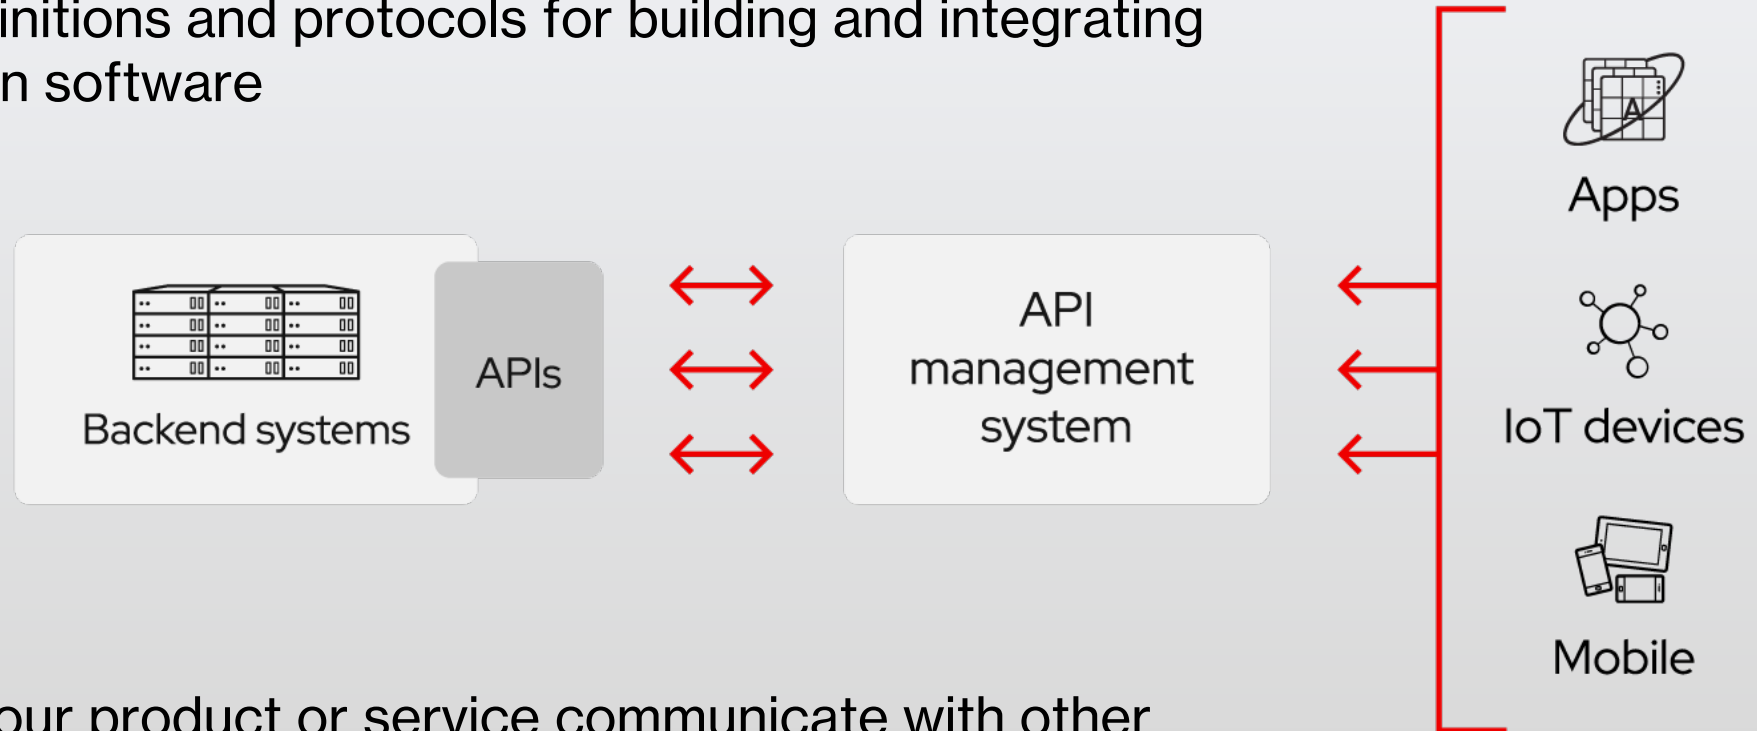 initions and protocols for building and integrating
n software
Apps
Backend systems
APIs
API
management
system
IoT devices
Mobile
our product or service communicate with other